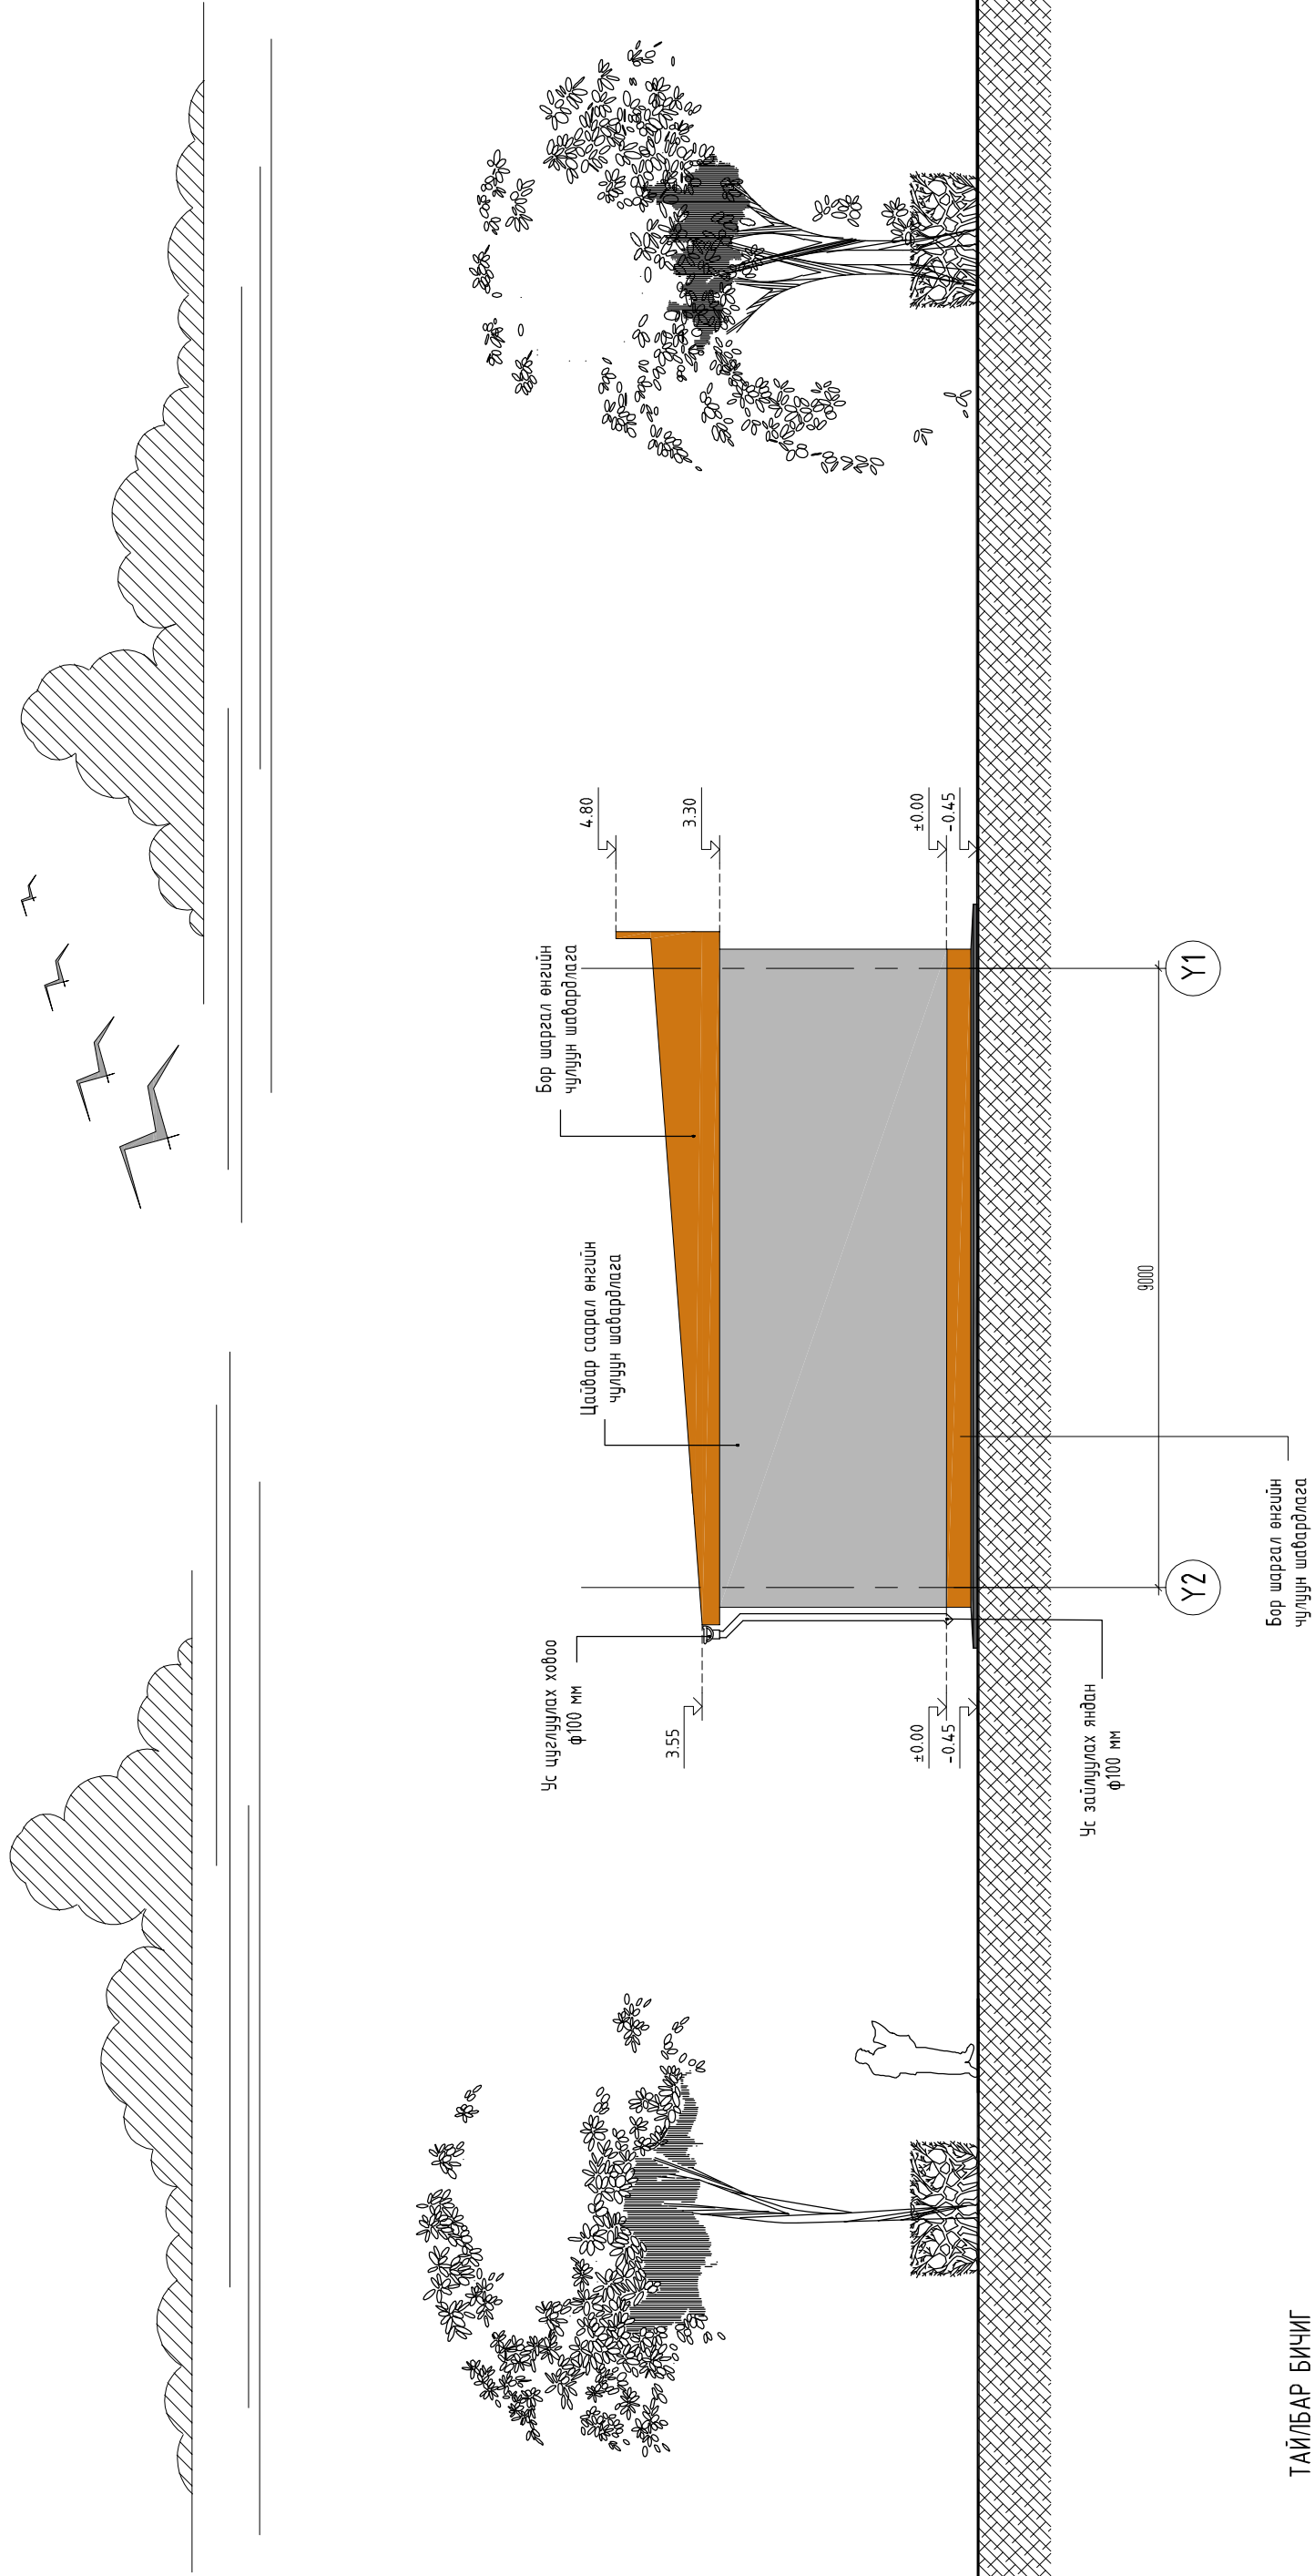 Ус цуглуулах ховоо
ф100 мм
Цайвар саарал өнгийн
чулуун шавардлага
Бор шаргал өнгийн
чулуун шавардлага
4.80
3.30
±0.00
-0.45
3.55
±0.00
-0.45
Ус зайлуулах яндан
ф100 мм
9000
Y2
Y1
Бор шаргал өнгийн
чулуун шавардлага
ТАЙЛБАР БИЧИГ